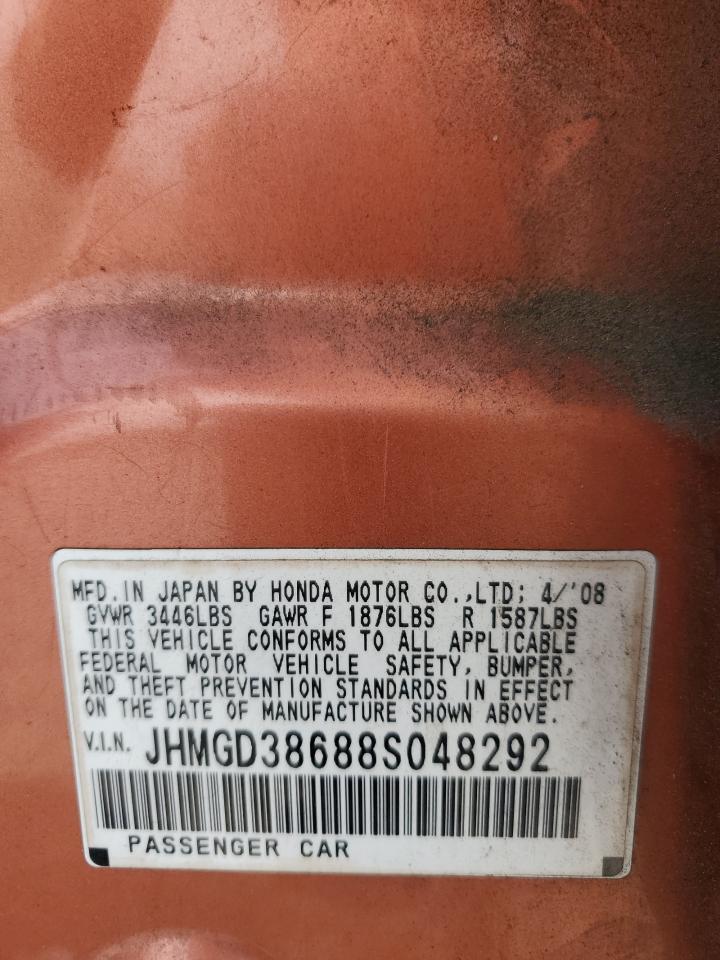 MFD.IN JAPAN BY HONDA MOTOR CO.,LTD; 4/'08
GVWR 3446LBS GAWR F 1876LBS R 1587LBS
THIS VEHICLE CONFORMS TO ALL APPLICABLE
FEDERAL MOTOR VEHICLE SAFETY, BUMPER,
AND THEFT PREVENTION STANDARDS IN EFFECT
ON THE DATE OF MANUFACTURE SHOWN ABOVE.
V.I.N. JHMGD38688S048292
PASSENGER CAR